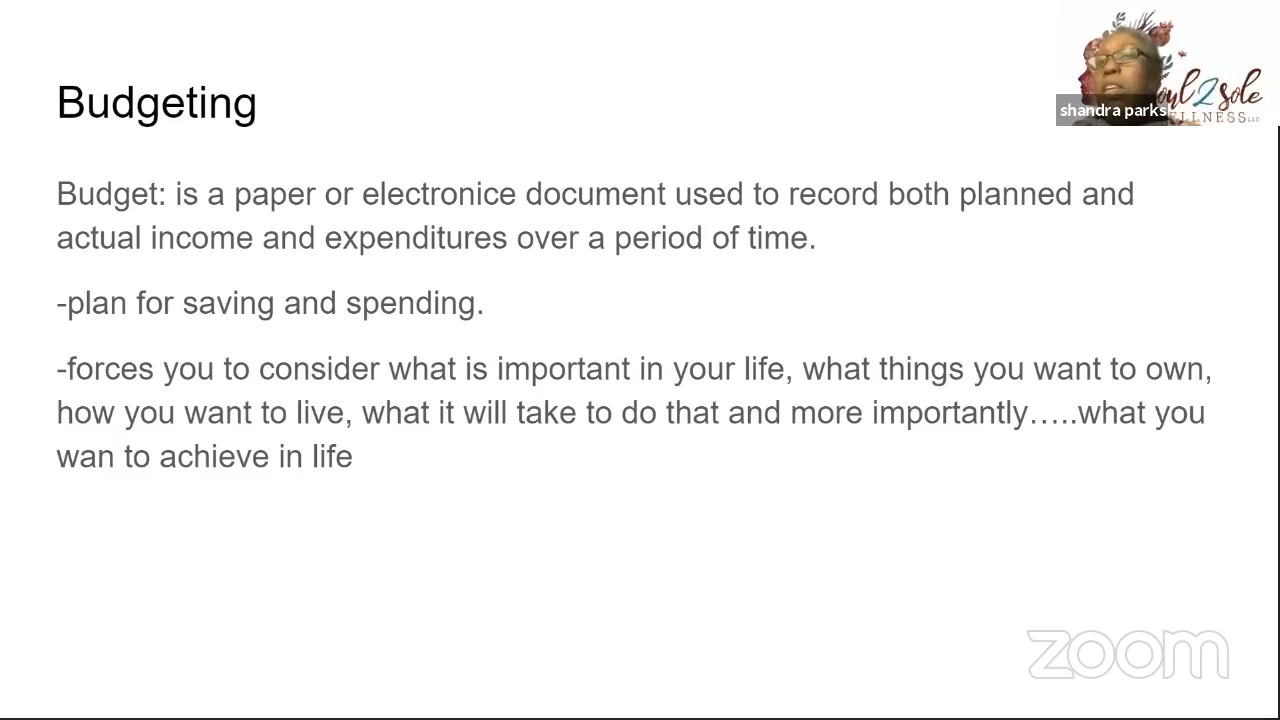 Budgeting
shandra parks
2 Sole
Budget: is a paper or electronice document used to record both planned and
actual income and expenditures over a period of time.
-plan for saving and spending.
-forces you to consider what is important in your life, what things you want to own,
how you want to live, what it will take to do that and more importantly…..what you
wan to achieve in life
zoom